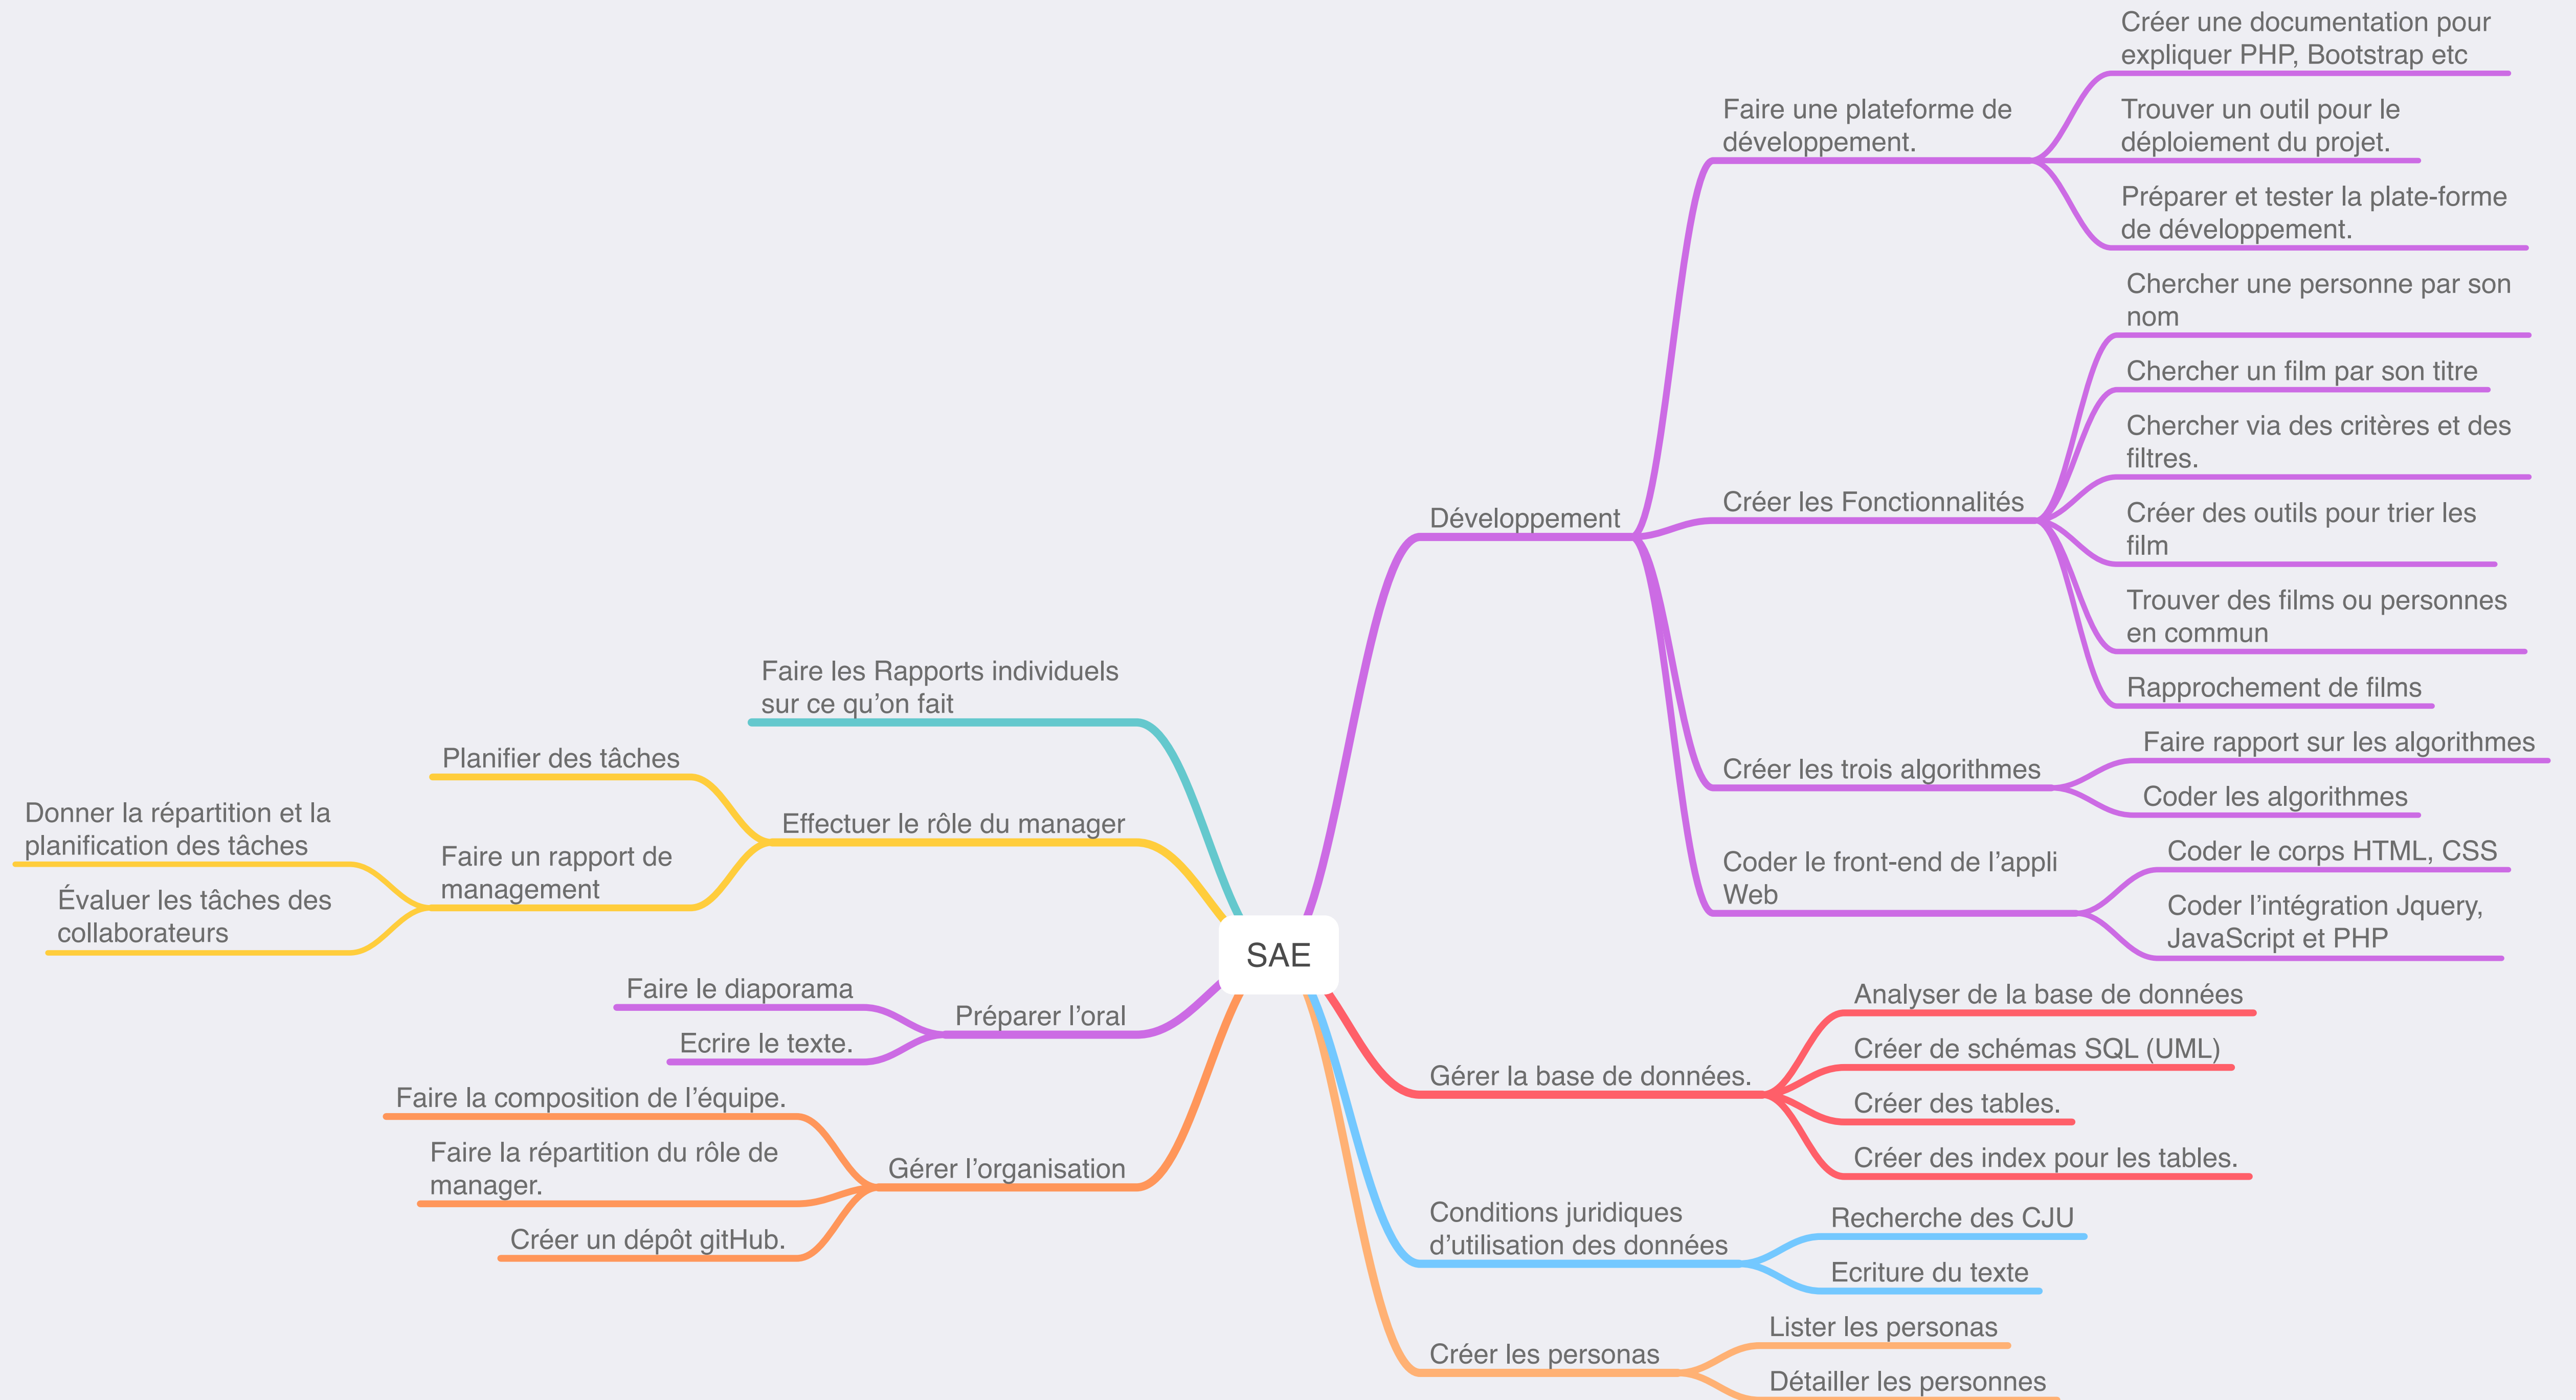 Créer une documentation pour
expliquer PHP, Bootstrap etc
Faire une plateforme de
développement.
Trouver un outil pour le
déploiement du projet.
Préparer et tester la plate-forme
de développement.
Chercher une personne par son
nom
Chercher un film par son titre
Chercher via des critères et des
filtres.
Développement
Créer les Fonctionnalités
Créer des outils pour trier les
film
Trouver des films ou personnes
en commun
Rapprochement de films
Créer les trois algorithmes
Faire rapport sur les algorithmes
Coder les algorithmes
Coder le front-end de l'appli
Web
Coder le corps HTML, CSS
Coder l'intégration Jquery,
JavaScript et PHP
Faire les Rapports individuels
sur ce qu'on fait
Planifier des tâches
Effectuer le rôle du manager
Donner la répartition et la
planification des tâches
Faire un rapport de
management
Évaluer les tâches des
collaborateurs
SAE
Faire le diaporama
Préparer l'oral
Ecrire le texte.
Faire la composition de l'équipe.
Faire la répartition du rôle de
manager.
Gérer l'organisation
Créer un dépôt gitHub.
Analyser de la base de données
Créer de schémas SQL (UML)
Gérer la base de données.
Créer des tables.
Créer des index pour les tables.
Conditions juridiques
d'utilisation des données
Recherche des CJU
Ecriture du texte
Créer les personas
Lister les personas
Détailler les personnes